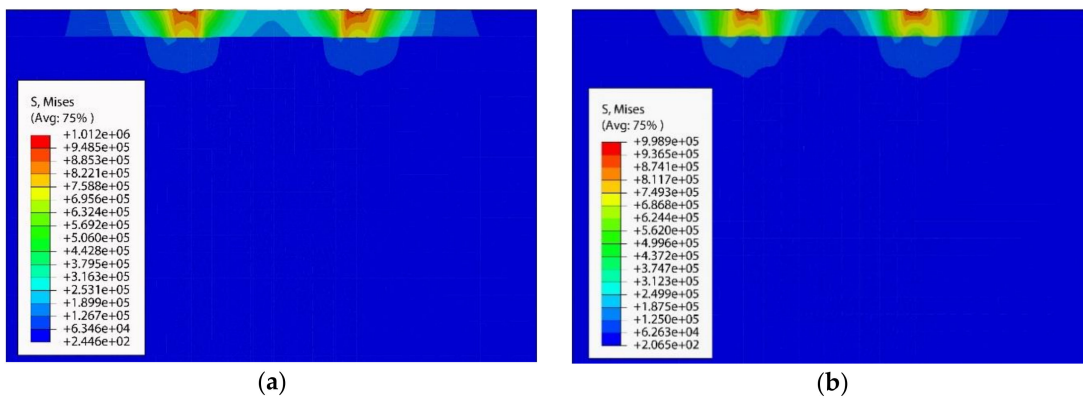 S, Mises
(Avg: 75% )
+1.012e+06
+9.485e+05
+8.853e+05
+8.221e+05
+7.588e+05
+6.956e+05
+6.324e+05
+5.692e+05
+5.060e+05
+4.428e+05
+3.795e+05
+3.163e+05
+2.531e+05
+1.899e+05
+1.267e+05
+6.346e+04
+2.446e+02
(a)
S, Mises
(Avg: 75% )
+9.989e+05
+9.365e+05
+8.741e+05
+8.117e+05
+7.493e+05
+6.868e+05
+6.244e+05
+5.620e+05
+4.996e+05
+4.372e+05
+3.747e+05
+3.123e+05
+2.499e+05
+1.875e+05
+1.250e+05
+6.263e+04
+2.065e+02
(b)